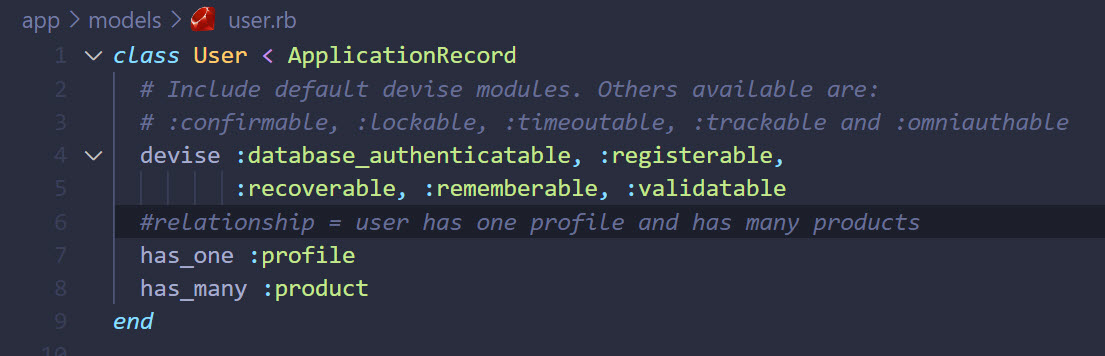 app > models > user.rb
1 class User < ApplicationRecord
2 # Include default devise modules. Others available are:
3 # :confirmable, :lockable, :timeoutable, :trackable and :omniauthable
4 devise :database_authenticatable, :registerable,
5 :recoverable, :rememberable, :validatable
6 #relationship = user has one profile and has many products
7 has_one :profile
8 has_many :product
9 end
10